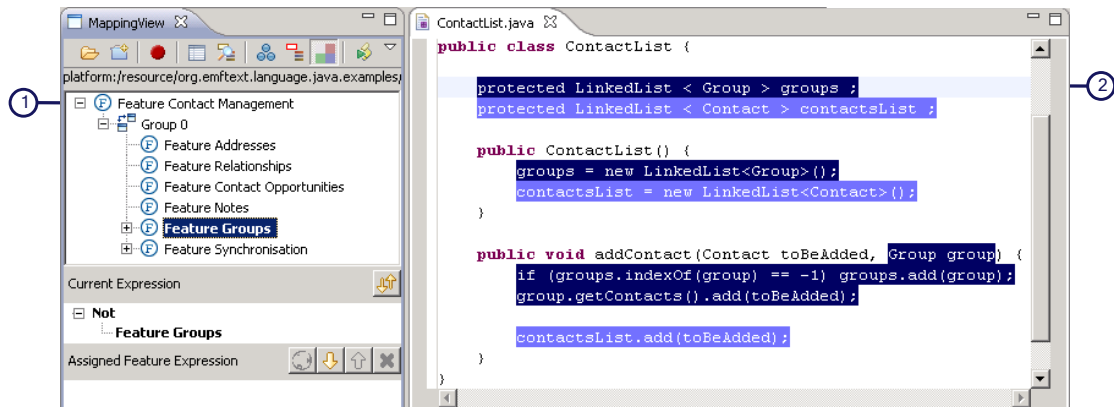 MappingView
platform:/resource/org.emftext.language.java.examples/
1
Feature Contact Management
Group 0
Feature Addresses
Feature Relationships
Feature Contact Opportunities
Feature Notes
Feature Groups
Feature Synchronisation
Current Expression
Not
Feature Groups
Assigned Feature Expression
ContactList.java
public class ContactList {
protected LinkedList < Group > groups ;
2
protected LinkedList < Contact > contactsList ;
public ContactList() {
groups = new LinkedList<Group>();
contactsList = new LinkedList<Contact>();
}
public void addContact(Contact toBeAdded, Group group) {
if (groups.indexOf(group) == -1) groups.add(group);
group.getContacts().add(toBeAdded);
contactsList.add(toBeAdded);
}
}